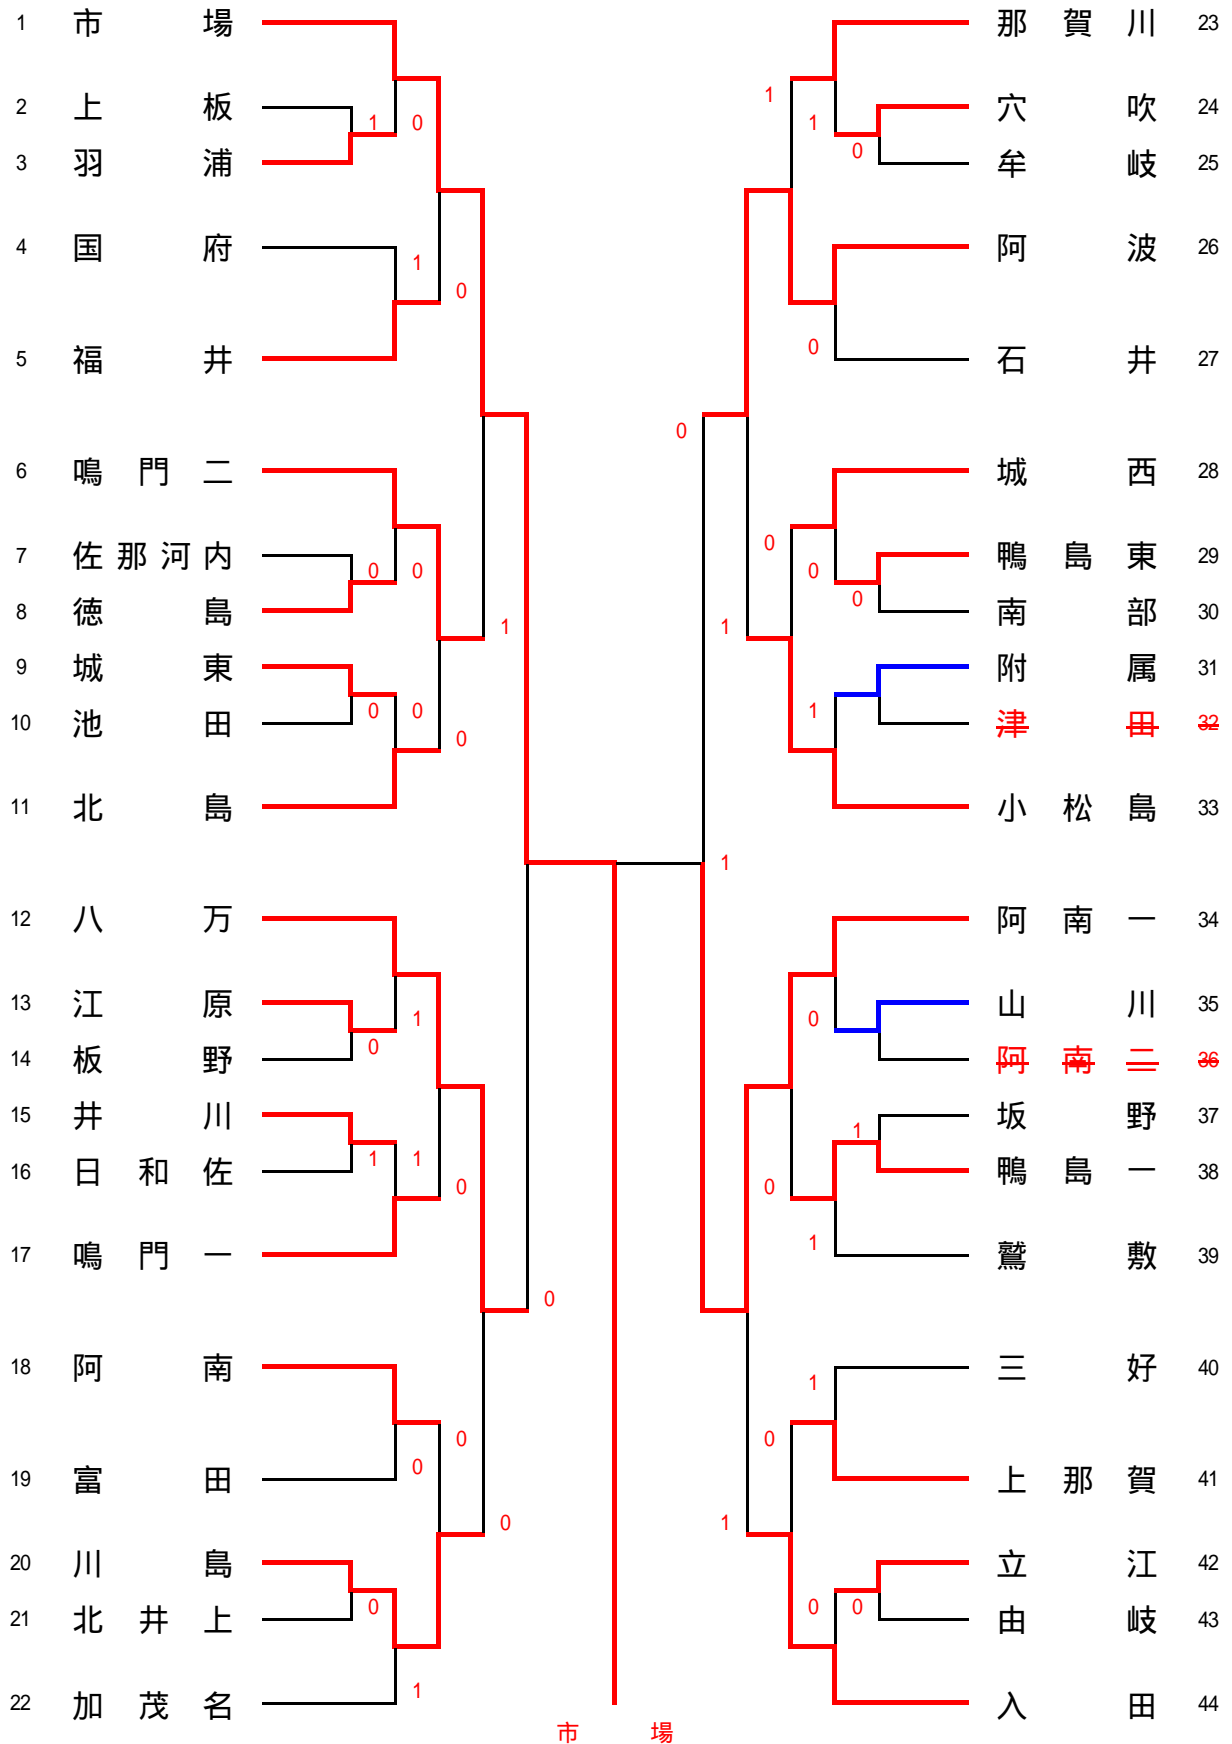 1 市場
2 上板
3 羽浦
4 国府
5 福井
6 鳴門二
7 佐那河内
8 徳島
9 城東
10 池田
11 北島
12 八万
13 江原
14 板野
15 井川
16 日和佐
17 鳴門一
18 阿南
19 富田
20 川島
21 北井上
22 加茂名
1
0
1
0
0
0
1
0
0
0
1
0
1
1
0
0
0
0
0
0
1
市場
1
1
0
0
0
0
0
0
1
1
1
0
1
0
1
1
0
1
0
0
那賀川 23
穴吹 24
牟岐 25
阿波 26
石井 27
城西 28
鴨島東 29
南部 30
附属 31
津田 32
小松島 33
阿南一 34
山川 35
阿南二 36
坂野 37
鴨島一 38
鷲敷 39
三好 40
上那賀 41
立江 42
由岐 43
入田 44